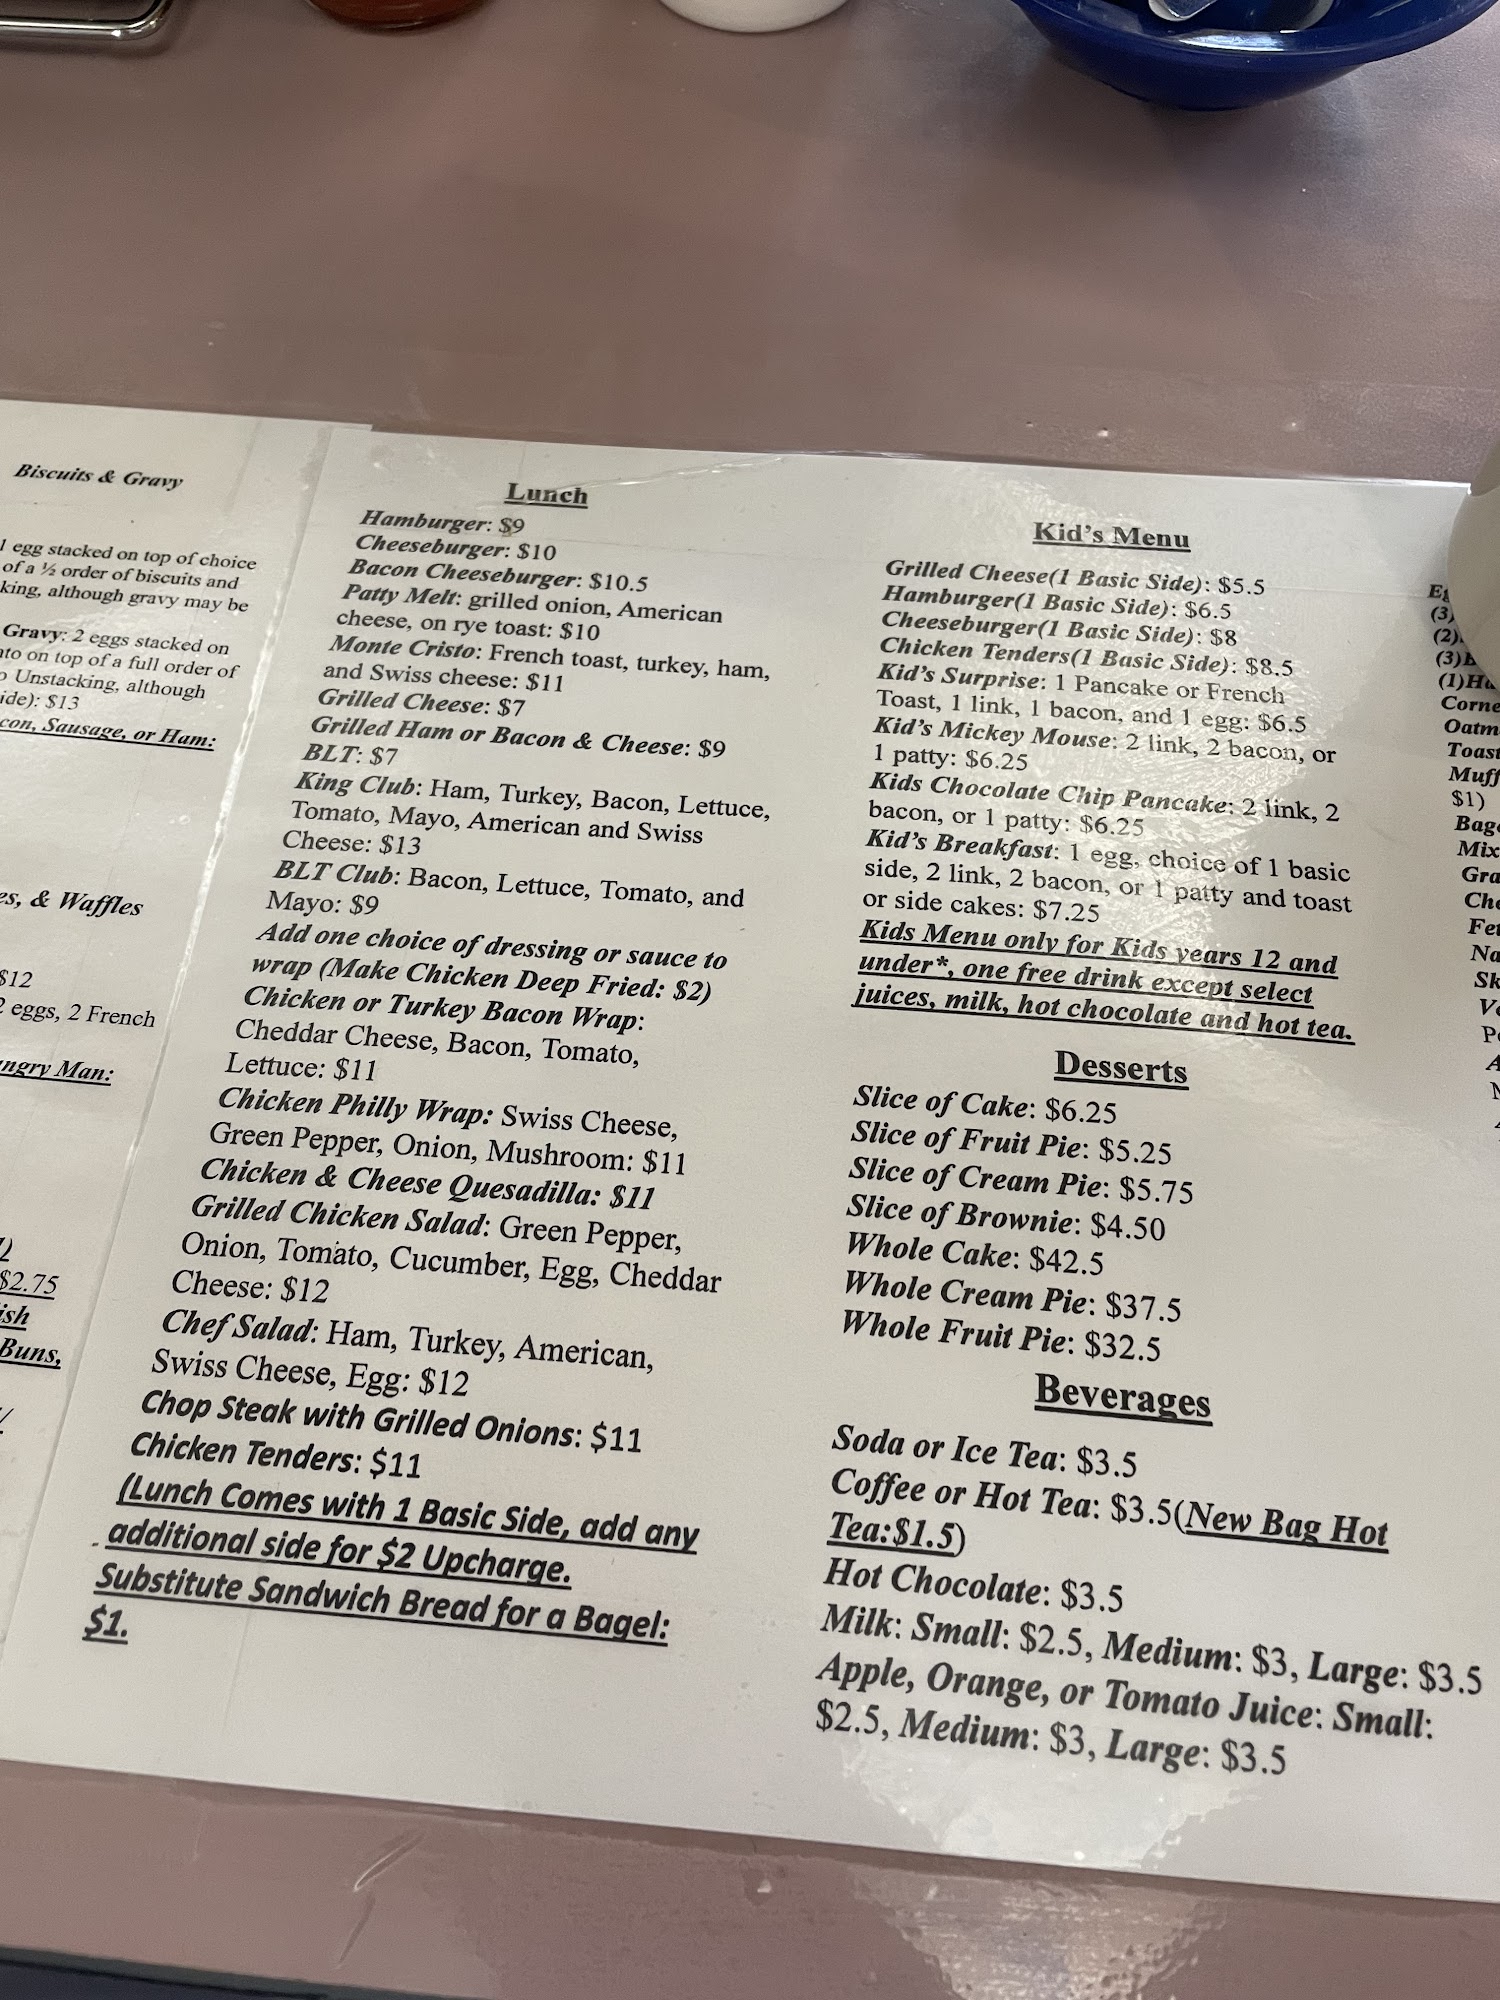 Biscuits & Gravy
1 egg stacked on top of choice
of a ½ order of biscuits and
king, although gravy may be
Gravy: 2 eggs stacked on
nto on top of a full order of
Unstacking, although
ide): $13
con, Sausage, or Ham:
es, & Waffles
$12
2 eggs, 2 French
ngry Man:
$2.75
ish
Buns,
Lunch
Hamburger: $9
Cheeseburger: $10
Bacon Cheeseburger: $10.5
Patty Melt: grilled onion, American
cheese, on rye toast: $10
Monte Cristo: French toast, turkey, ham,
and Swiss cheese: $11
Grilled Cheese: $7
Grilled Ham or Bacon & Cheese: $9
BLT: $7
King Club: Ham, Turkey, Bacon, Lettuce,
Tomato, Mayo, American and Swiss
Cheese: $13
BLT Club: Bacon, Lettuce, Tomato, and
Mayo: $9
Add one choice of dressing or sauce to
wrap (Make Chicken Deep Fried: $2)
Chicken or Turkey Bacon Wrap:
Cheddar Cheese, Bacon, Tomato,
Lettuce: $11
Chicken Philly Wrap: Swiss Cheese,
Green Pepper, Onion, Mushroom: $11
Chicken & Cheese Quesadilla: $11
Grilled Chicken Salad: Green Pepper,
Onion, Tomato, Cucumber, Egg, Cheddar
Cheese: $12
Chef Salad: Ham, Turkey, American,
Swiss Cheese, Egg: $12
Chop Steak with Grilled Onions: $11
Chicken Tenders: $11
(Lunch Comes with 1 Basic Side, add any
additional side for $2 Upcharge.
Substitute Sandwich Bread for a Bagel:
$1.
Kid's Menu
Grilled Cheese(1 Basic Side): $5.5
Hamburger(1 Basic Side): $6.5
Cheeseburger(1 Basic Side): $8
Chicken Tenders(1 Basic Side): $8.5
Kid's Surprise: 1 Pancake or French
Toast, 1 link, 1 bacon, and 1 egg: $6.5
Kid's Mickey Mouse: 2 link, 2 bacon, or
1 patty: $6.25
Kids Chocolate Chip Pancake: 2 link, 2
bacon, or 1 patty: $6.25
Kid's Breakfast: 1 egg, choice of 1 basic
side, 2 link, 2 bacon, or 1 patty and toast
or side cakes: $7.25
Kids Menu only for Kids years 12 and
under*, one free drink except select
juices, milk, hot chocolate and hot tea.
Desserts
Slice of Cake: $6.25
Slice of Fruit Pie: $5.25
Slice of Cream Pie: $5.75
Slice of Brownie: $4.50
Whole Cake: $42.5
Whole Cream Pie: $37.5
Whole Fruit Pie: $32.5
Beverages
Soda or Ice Tea: $3.5
Coffee or Hot Tea: $3.5(New Bag Hot
Tea:$1.5)
Hot Chocolate: $3.5
Milk: Small: $2.5, Medium: $3, Large: $3.5
Apple, Orange, or Tomato Juice: Small:
$2.5, Medium: $3, Large: $3.5
(3)
(2)
(3)
(1)Ha
Corne
Oatm
Toast
Muff
$1)
Bage
Mix
Gra
Che
Fet
Na
Sk